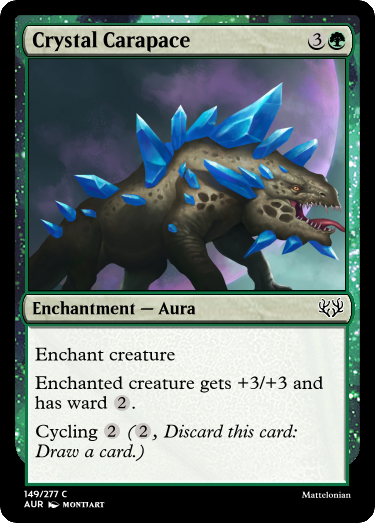 Crystal Carapace 3
Enchantment — Aura
Enchant creature
Enchanted creature gets +3/+3 and
has ward 2.
Cycling 2 (2, Discard this card:
Draw a card.)
149/277 C
AUR MONTJART
Mattelonian